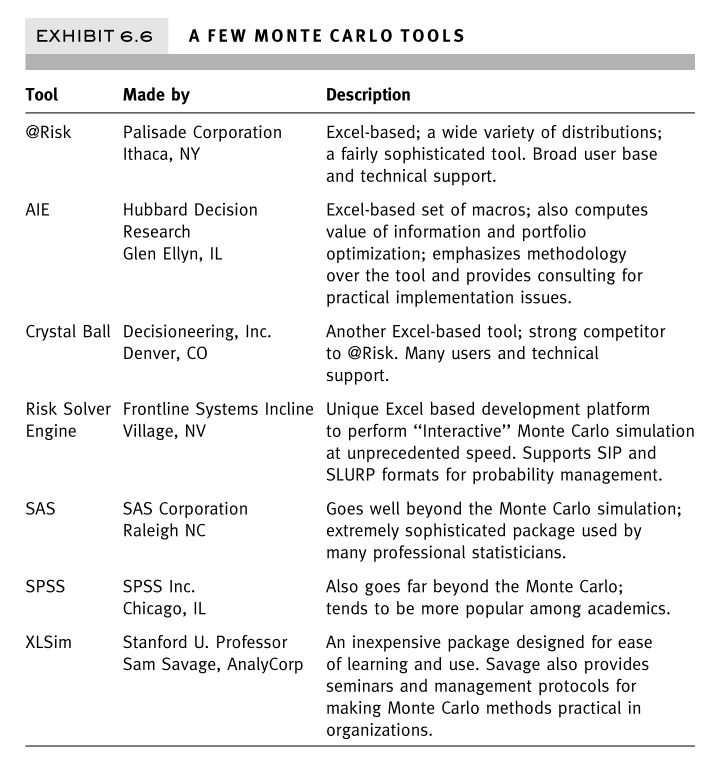 EXHIBIT 6.6 A FEW MONTE CARLO TOOLS
Tool Made by Description
@Risk Palisade Corporation Excel-based; a wide variety of distributions;
Ithaca, NY a fairly sophisticated tool. Broad user base
and technical support.
AIE Hubbard Decision Excel-based set of macros; also computes
Research value of information and portfolio
Glen Ellyn, IL optimization; emphasizes methodology
over the tool and provides consulting for
practical implementation issues.
Crystal Ball Decisioneering, Inc. Another Excel-based tool; strong competitor
Denver, CO to @Risk. Many users and technical
support.
Risk Solver Frontline Systems Incline Unique Excel based development platform
Engine Village, NV to perform “Interactive” Monte Carlo simulation
at unprecedented speed. Supports SIP and
SLURP formats for probability management.
SAS SAS Corporation Goes well beyond the Monte Carlo simulation;
Raleigh NC extremely sophisticated package used by
many professional statisticians.
SPSS SPSS Inc. Also goes far beyond the Monte Carlo;
Chicago, IL tends to be more popular among academics.
XLSim Stanford U. Professor An inexpensive package designed for ease
Sam Savage, AnalyCorp of learning and use. Savage also provides
seminars and management protocols for
making Monte Carlo methods practical in
organizations.